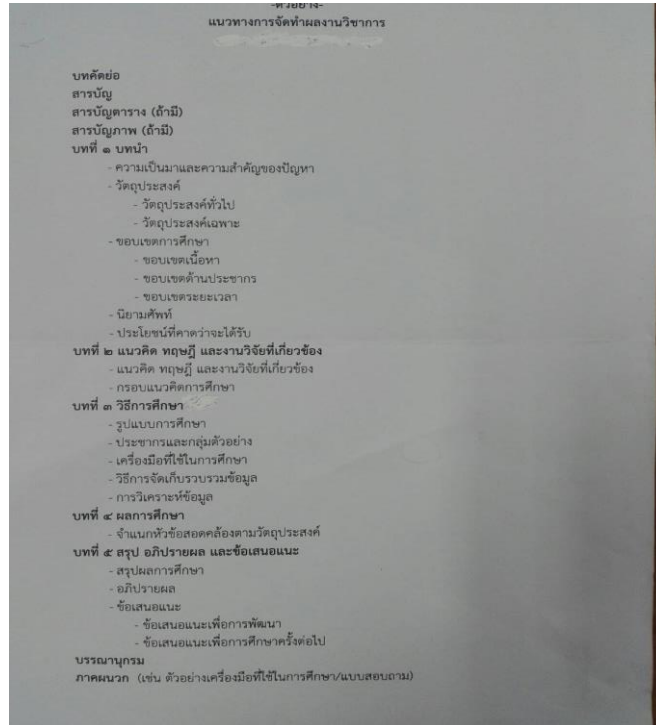 -ตัวอย่าง-
แนวทางการจัดทำผลงานวิชาการ
บทคัดย่อ
สารบัญ
สารบัญตาราง (ถ้ามี)
สารบัญภาพ (ถ้ามี)
บทที่ ๑ บทนำ
- ความเป็นมาและความสำคัญของปัญหา
- วัตถุประสงค์
- วัตถุประสงค์ทั่วไป
- วัตถุประสงค์เฉพาะ
- ขอบเขตการศึกษา
- ขอบเขตเนื้อหา
- ขอบเขตด้านประชากร
- ขอบเขตระยะเวลา
- นิยามศัพท์
- ประโยชน์ที่คาดว่าจะได้รับ
บทที่ ๒ แนวคิด ทฤษฎี และงานวิจัยที่เกี่ยวข้อง
- แนวคิด ทฤษฎี และงานวิจัยที่เกี่ยวข้อง
- กรอบแนวคิดการศึกษา
บทที่ ๓ วิธีการศึกษา
- รูปแบบการศึกษา
- ประชากรและกลุ่มตัวอย่าง
- เครื่องมือที่ใช้ในการศึกษา
- วิธีการจัดเก็บรวบรวมข้อมูล
- การวิเคราะห์ข้อมูล
บทที่ ๔ ผลการศึกษา
- จำแนกหัวข้อสอดคล้องตามวัตถุประสงค์
บทที่ ๕ สรุป อภิปรายผล และข้อเสนอแนะ
- สรุปผลการศึกษา
- อภิปรายผล
- ข้อเสนอแนะ
- ข้อเสนอแนะเพื่อการพัฒนา
- ข้อเสนอแนะเพื่อการศึกษาครั้งต่อไป
บรรณานุกรม
ภาคผนวก (เช่น ตัวอย่างเครื่องมือที่ใช้ในการศึกษา/แบบสอบถาม)